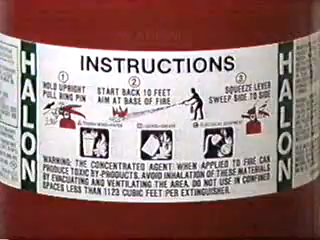 INSTRUCTIONS
HALON
HALON
1
HOLD UPRIGHT
PULL RING PIN
2
START BACK 10 FEET
AIM AT BASE OF FIRE
3
SQUEEZE LEVER
SWEEP SIDE TO SIDE
ELECTRICAL EQUIPMENT
WARNING: THE CONCENTRATED AGENT, WHEN APPLIED TO FIRE CAN
PRODUCE TOXIC BY-PRODUCTS. AVOID INHALATION OF THESE MATERIALS
BY EVACUATING AND VENTILATING THE AREA. DO NOT USE IN CONFINED
SPACES LESS THAN 1123 CUBIC FEET PER EXTINGUISHER.